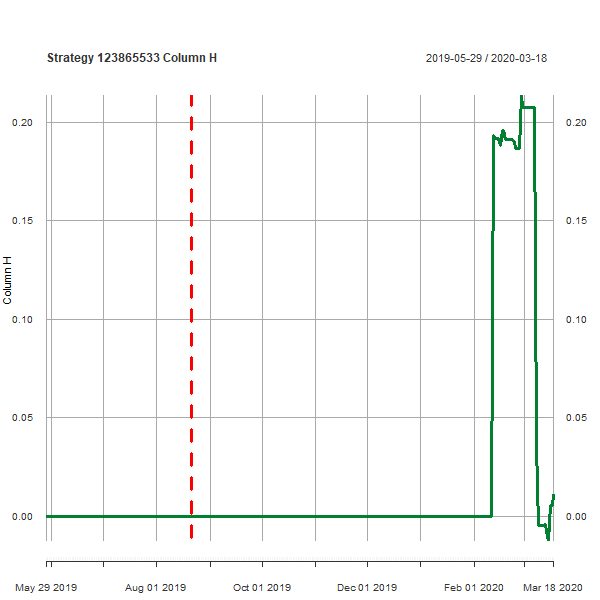 Strategy 123865533 Column H
2019-05-29 / 2020-03-18
0.20
0.20
0.15
0.15
Column H
0.10
0.10
0.05
0.05
0.00
0.00
May 29 2019
Aug 01 2019
Oct 01 2019
Dec 01 2019
Feb 01 2020
Mar 18 2020